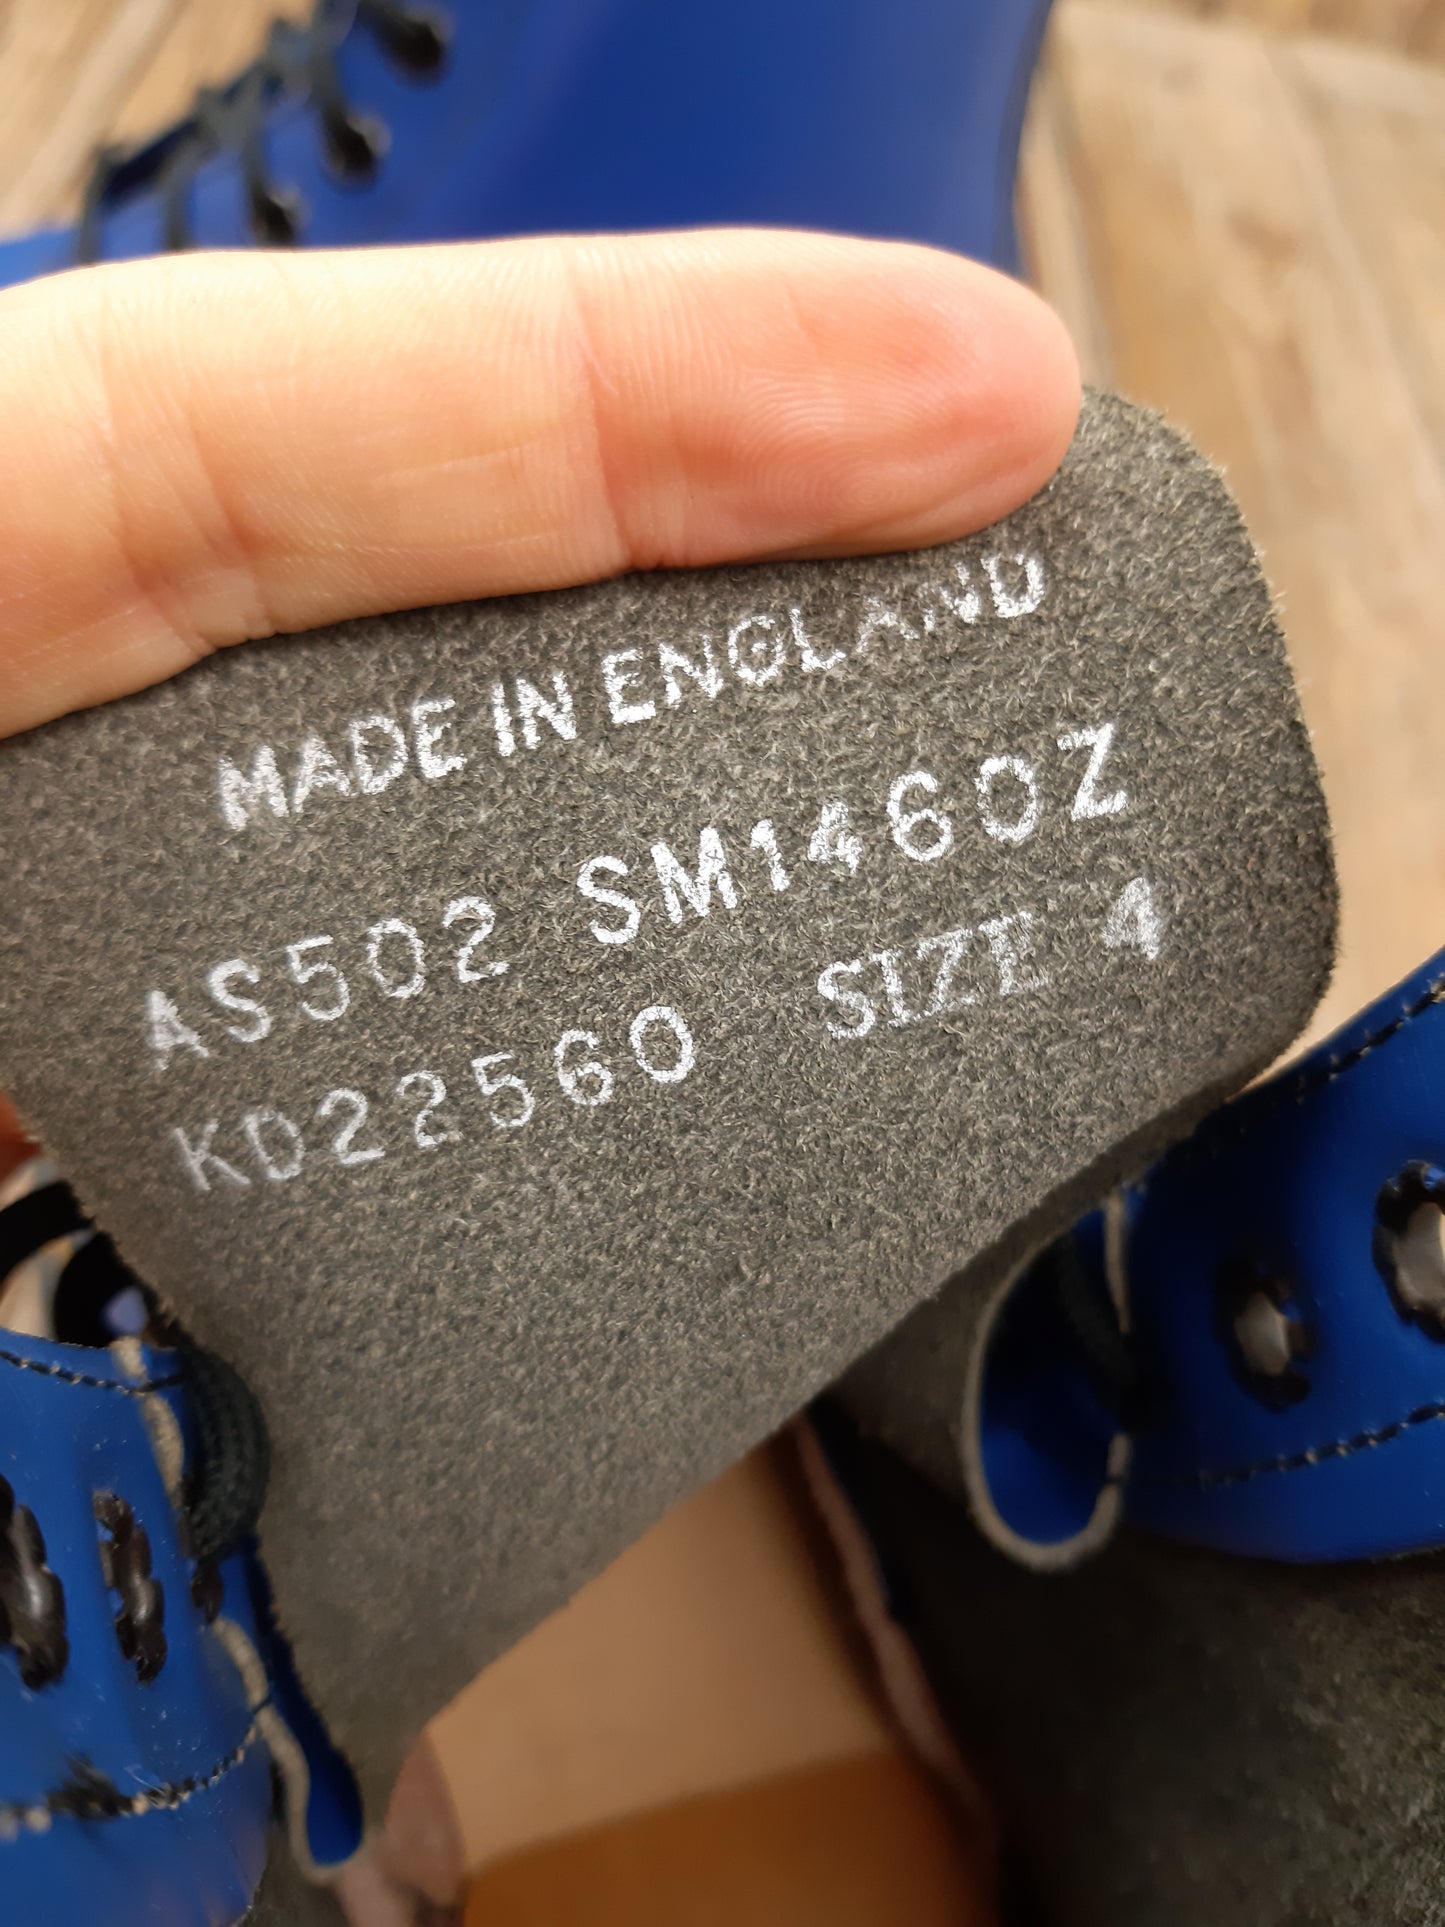 MADE IN ENGLAND
AS502 SM1460Z
KD22560 SIZE 4